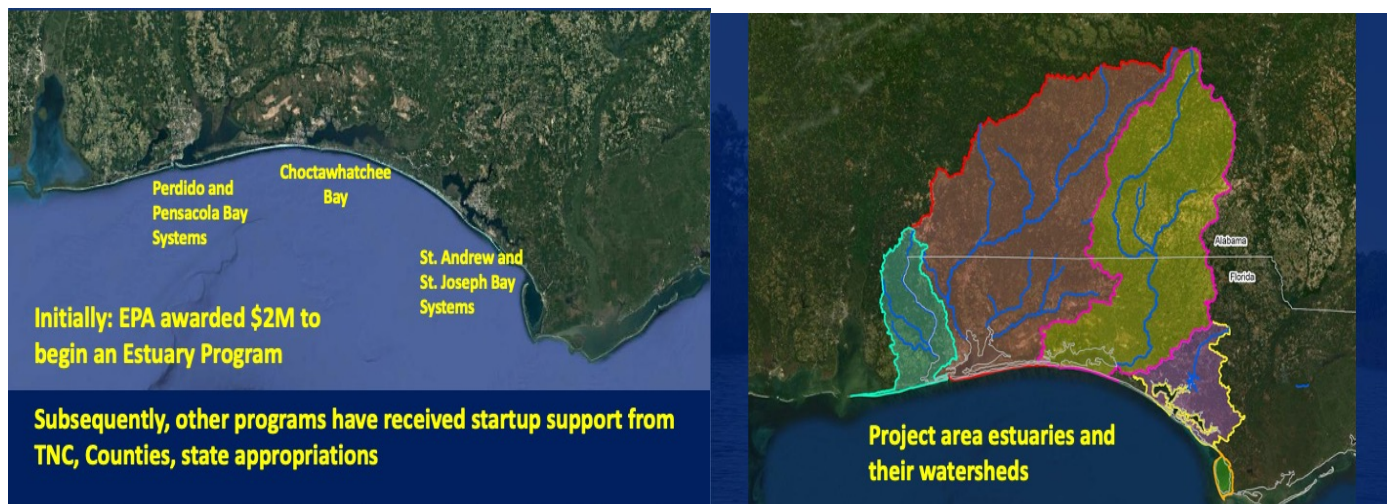 Perdido and
Pensacola Bay
Systems
Choctawhatchee
Bay
St. Andrew and
St. Joseph Bay
Systems
Initially: EPA awarded $2M to
begin an Estuary Program
Subsequently, other programs have received startup support from
TNC, Counties, state appropriations
Alabama
Florida
Project area estuaries and
their watersheds